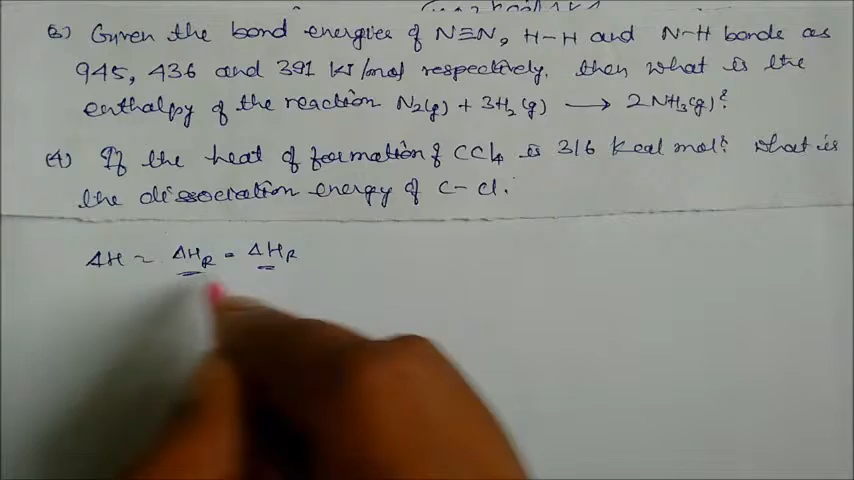 (3) Given the bond energies of N≡N, H-H and N-H bonds as
945, 436 and 391 kJ/mol respectively, then what is the
enthalpy of the reaction N₂(g) + 3H₂(g) → 2NH₃(g)?
(4) If the heat of formation of CCl₄ is 316 Kcal mol⁻¹. What is
the dissociation energy of C-Cl.
ΔH = ΔH_R - ΔH_R